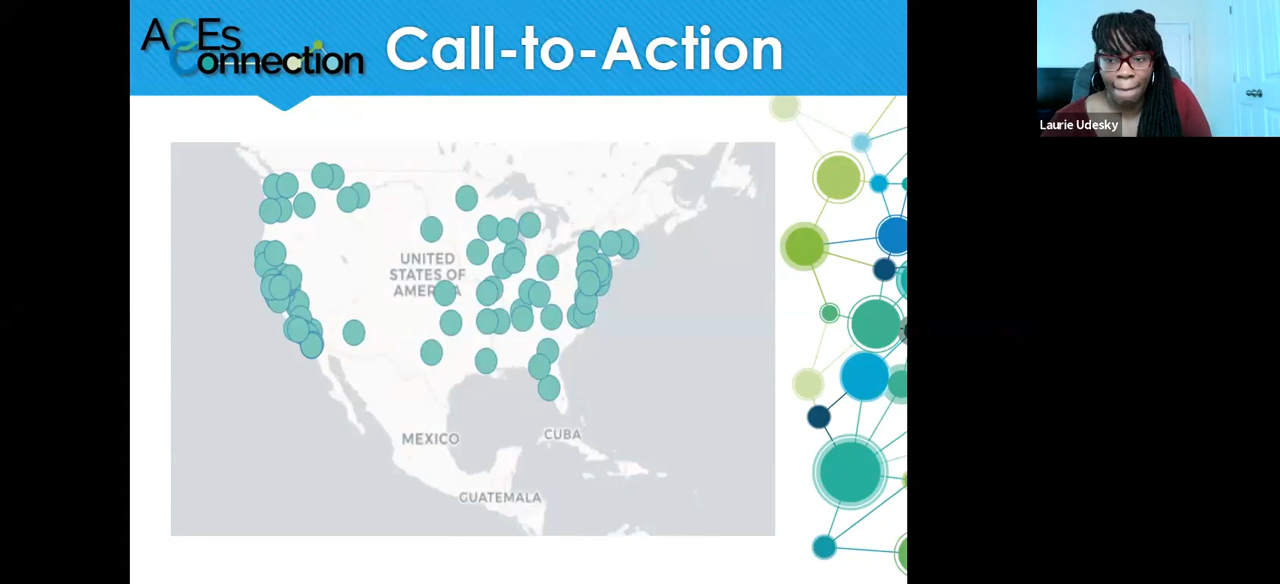 ACEs
Connection
Call-to-Action
Laurie Udesky
UNITED
STATES OF
AMERICA
MEXICO
CUBA
GUATEMALA